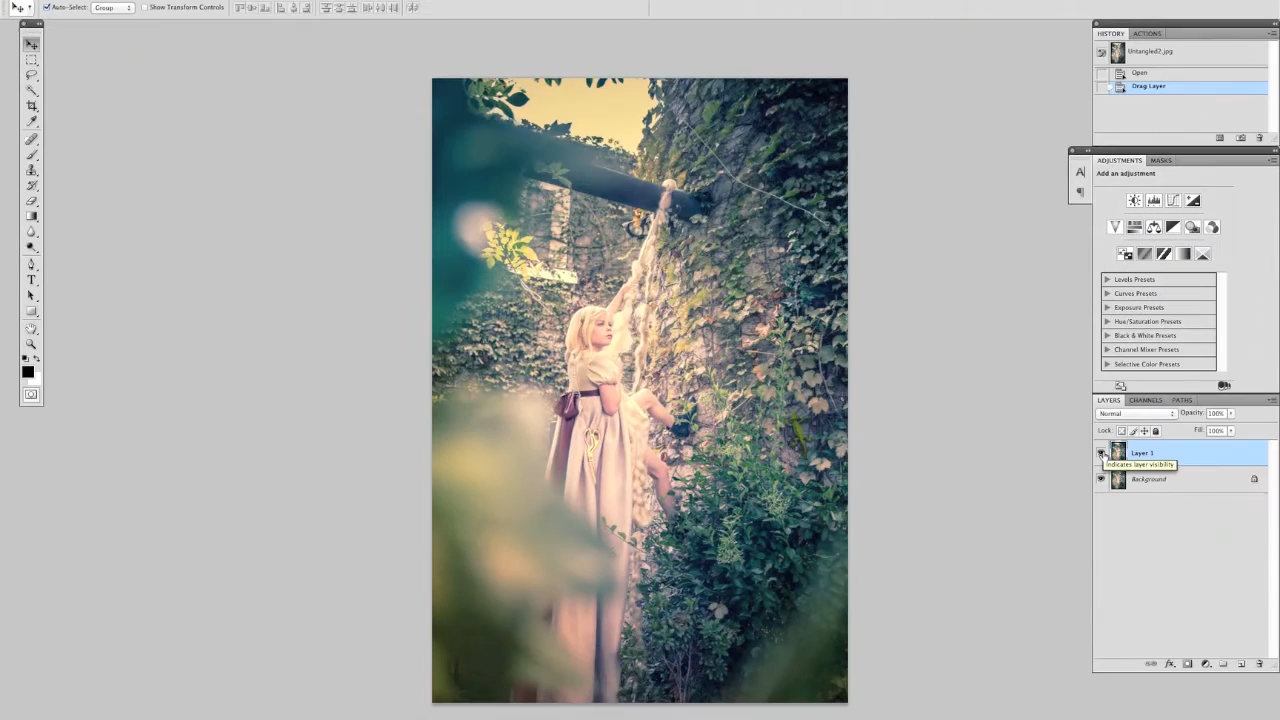 Auto-Select: Group Show Transform Controls
HISTORY ACTIONS
Untangled2.jpg
Open
Drag Layer
ADJUSTMENTS MASKS
Add an adjustment
Levels Presets
Curves Presets
Exposure Presets
Hue/Saturation Presets
Black & White Presets
Channel Mixer Presets
Selective Color Presets
LAYERS CHANNELS PATHS
Normal Opacity: 100%
Lock: Fill: 100%
Layer 1
Indicates layer visibility
Background